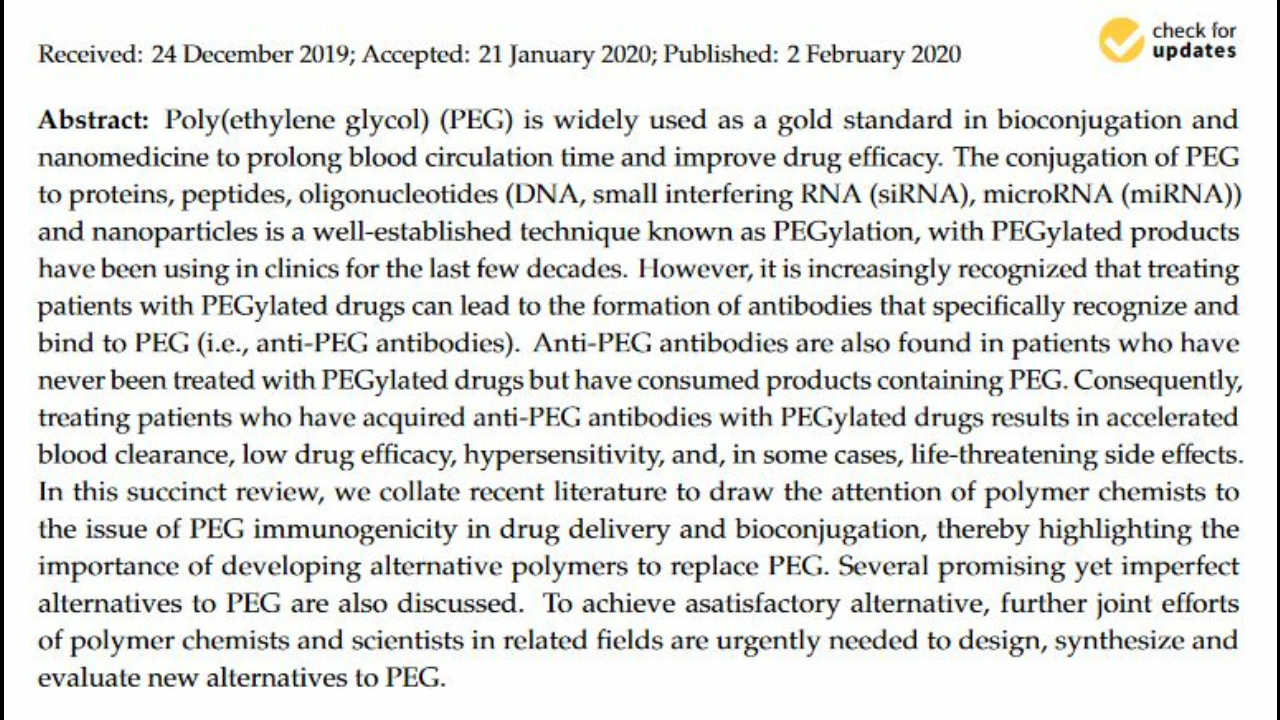 Received: 24 December 2019; Accepted: 21 January 2020; Published: 2 February 2020
check for
updates
Abstract: Poly(ethylene glycol) (PEG) is widely used as a gold standard in bioconjugation and
nanomedicine to prolong blood circulation time and improve drug efficacy. The conjugation of PEG
to proteins, peptides, oligonucleotides (DNA, small interfering RNA (siRNA), microRNA (miRNA))
and nanoparticles is a well-established technique known as PEGylation, with PEGylated products
have been using in clinics for the last few decades. However, it is increasingly recognized that treating
patients with PEGylated drugs can lead to the formation of antibodies that specifically recognize and
bind to PEG (i.e., anti-PEG antibodies). Anti-PEG antibodies are also found in patients who have
never been treated with PEGylated drugs but have consumed products containing PEG. Consequently,
treating patients who have acquired anti-PEG antibodies with PEGylated drugs results in accelerated
blood clearance, low drug efficacy, hypersensitivity, and, in some cases, life-threatening side effects.
In this succinct review, we collate recent literature to draw the attention of polymer chemists to
the issue of PEG immunogenicity in drug delivery and bioconjugation, thereby highlighting the
importance of developing alternative polymers to replace PEG. Several promising yet imperfect
alternatives to PEG are also discussed. To achieve asatisfactory alternative, further joint efforts
of polymer chemists and scientists in related fields are urgently needed to design, synthesize and
evaluate new alternatives to PEG.